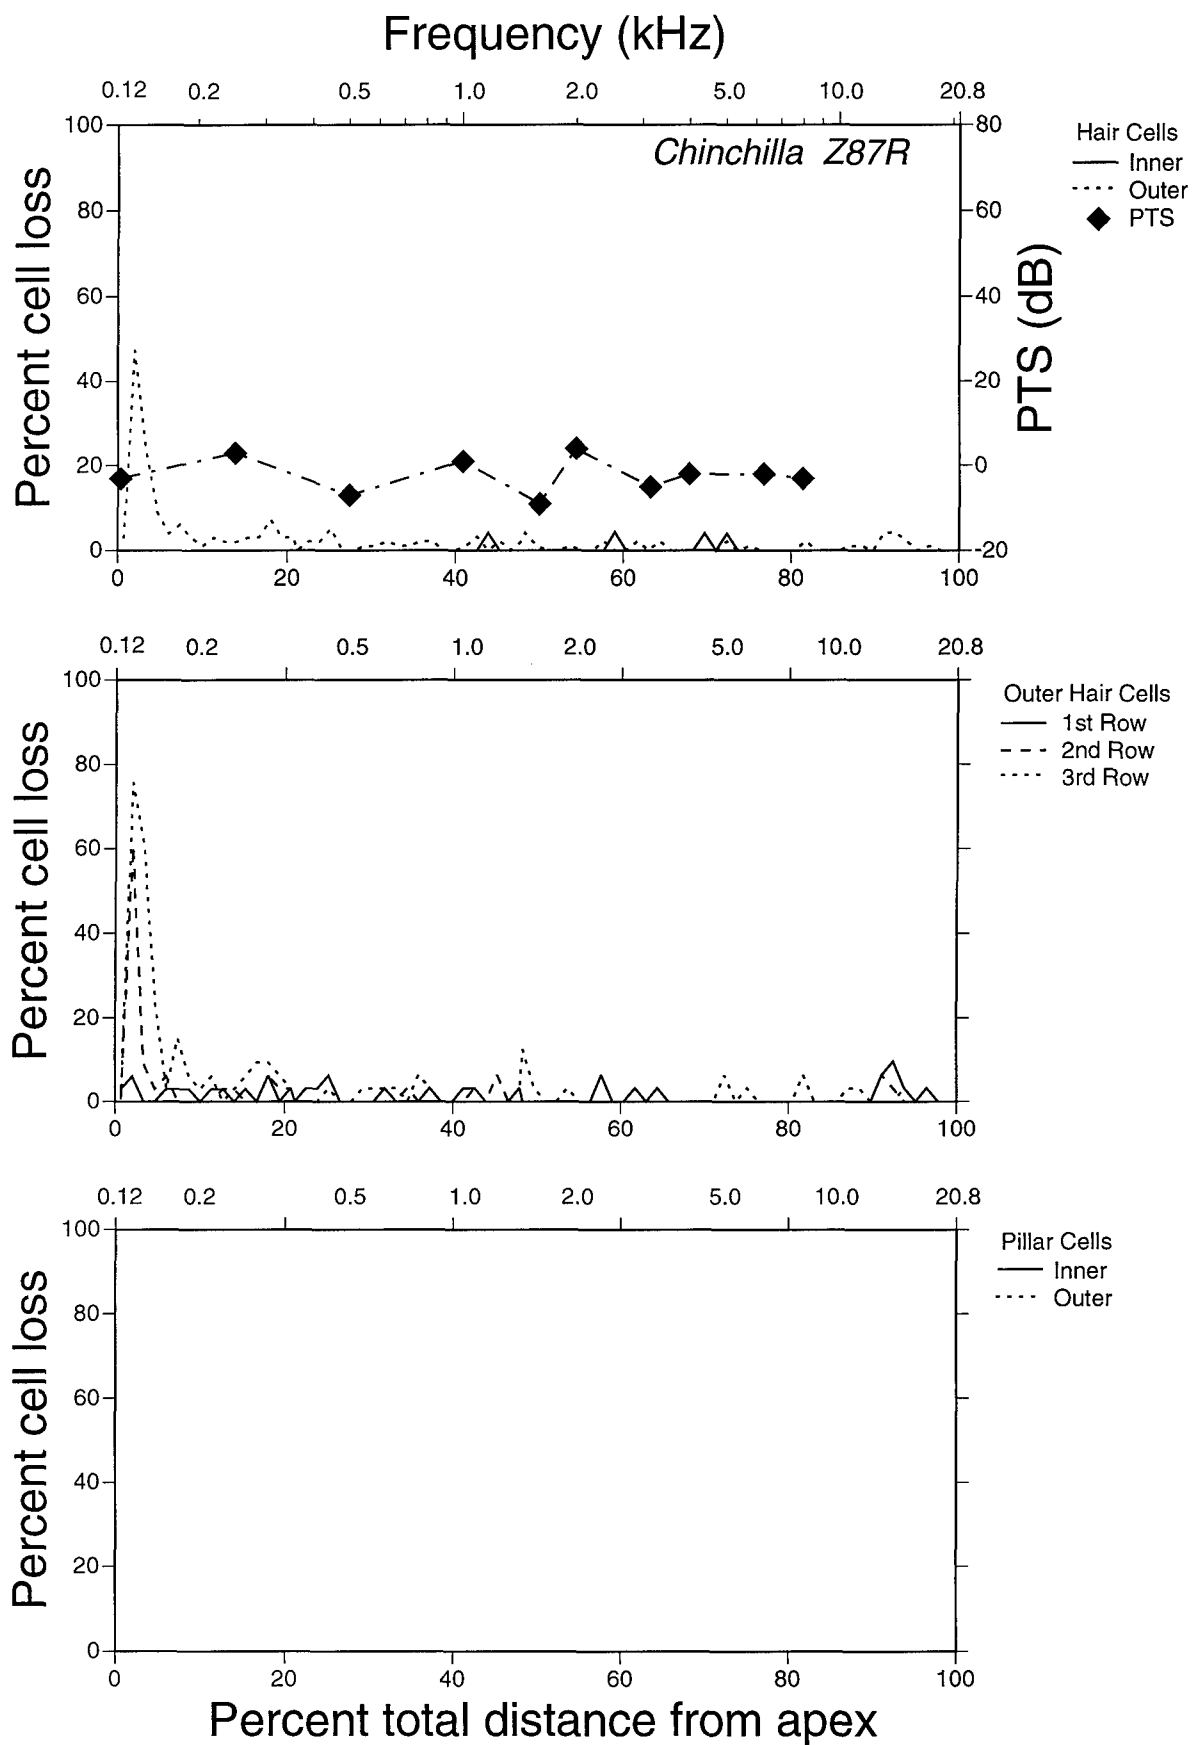 Frequency (kHz)
0.12 0.2 0.5 1.0 2.0 5.0 10.0 20.8
Chinchilla Z87R
Percent cell loss
100
80
60
40
20
0
80
60
40
20
0
-20
PTS (dB)
0 20 40 60 80 100
Hair Cells
Inner
Outer
PTS
0.12 0.2 0.5 1.0 2.0 5.0 10.0 20.8
Percent cell loss
100
80
60
40
20
0
0 20 40 60 80 100
Outer Hair Cells
1st Row
2nd Row
3rd Row
0.12 0.2 0.5 1.0 2.0 5.0 10.0 20.8
Percent cell loss
100
80
60
40
20
0
0 20 40 60 80 100
Pillar Cells
Inner
Outer
Percent total distance from apex